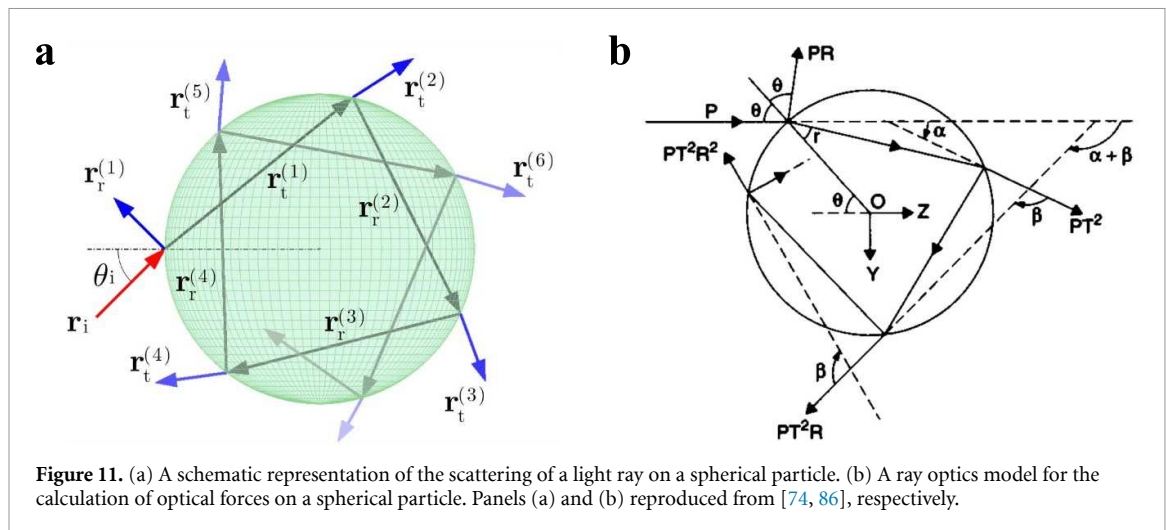 a
b
r_t^(5)
r_t^(2)
r_r^(1)
r_t^(1)
r_t^(6)
r_r^(2)
θ_i
r_r^(4)
r_i
r_r^(3)
r_t^(4)
r_t^(3)
PR
θ
P
θ
r
α
PT²R²
α + β
θ
O
Z
β
PT²
Y
β
PT²R
Figure 11. (a) A schematic representation of the scattering of a light ray on a spherical particle. (b) A ray optics model for the
calculation of optical forces on a spherical particle. Panels (a) and (b) reproduced from [74, 86], respectively.